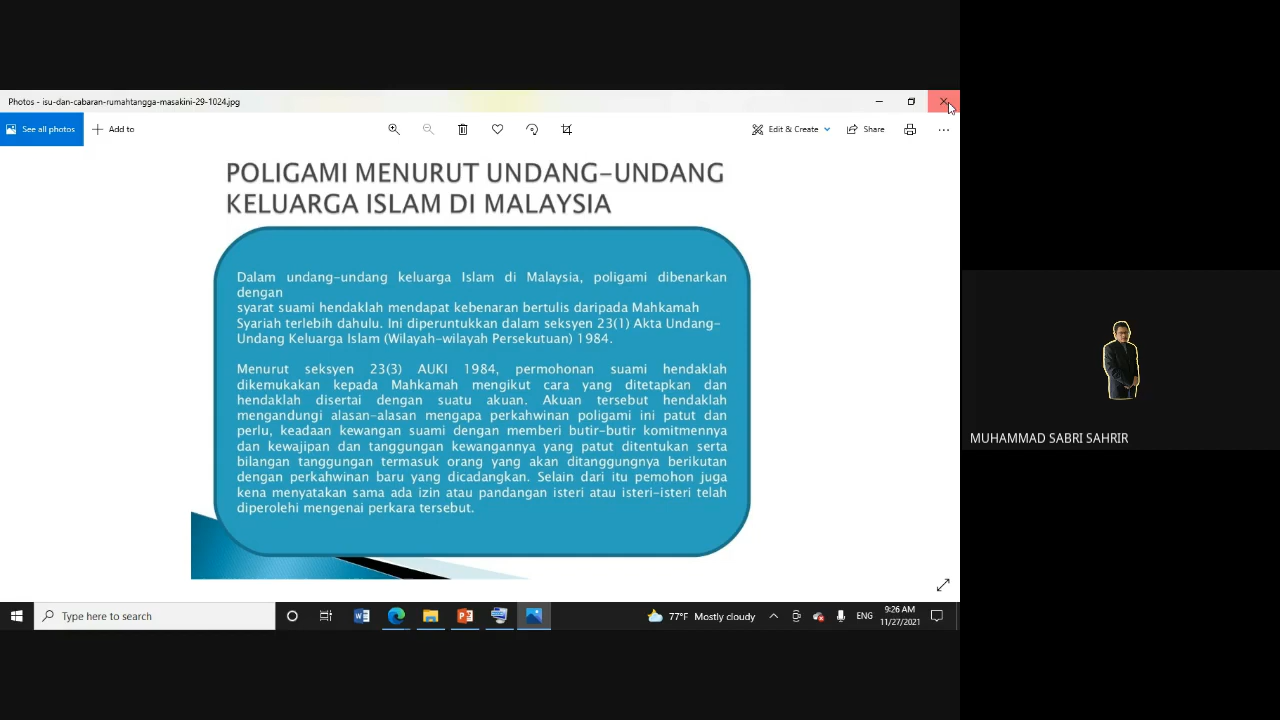 Photos - isu-dan-cabaran-rumahtangga-masakini-29-1024.jpg
See all photos
Add to
Edit & Create
Share
POLIGAMI MENURUT UNDANG-UNDANG
KELUARGA ISLAM DI MALAYSIA
Dalam undang-undang keluarga Islam di Malaysia, poligami dibenarkan
dengan
syarat suami hendaklah mendapat kebenaran bertulis daripada Mahkamah
Syariah terlebih dahulu. Ini diperuntukkan dalam seksyen 23(1) Akta Undang-
Undang Keluarga Islam (Wilayah-wilayah Persekutuan) 1984.
Menurut seksyen 23(3) AUKI 1984, permohonan suami hendaklah
dikemukakan kepada Mahkamah mengikut cara yang ditetapkan dan
hendaklah disertai dengan suatu akuan. Akuan tersebut hendaklah
mengandungi alasan-alasan mengapa perkahwinan poligami ini patut dan
perlu, keadaan kewangan suami dengan memberi butir-butir komitmennya
dan kewajipan dan tanggungan kewangannya yang patut ditentukan serta
bilangan tanggungan termasuk orang yang akan ditanggungnya berikutan
dengan perkahwinan baru yang dicadangkan. Selain dari itu pemohon juga
kena menyatakan sama ada izin atau pandangan isteri atau isteri-isteri telah
diperolehi mengenai perkara tersebut.
MUHAMMAD SABRI SAHRIR
Type here to search
77°F Mostly cloudy
ENG
9:26 AM
11/27/2021